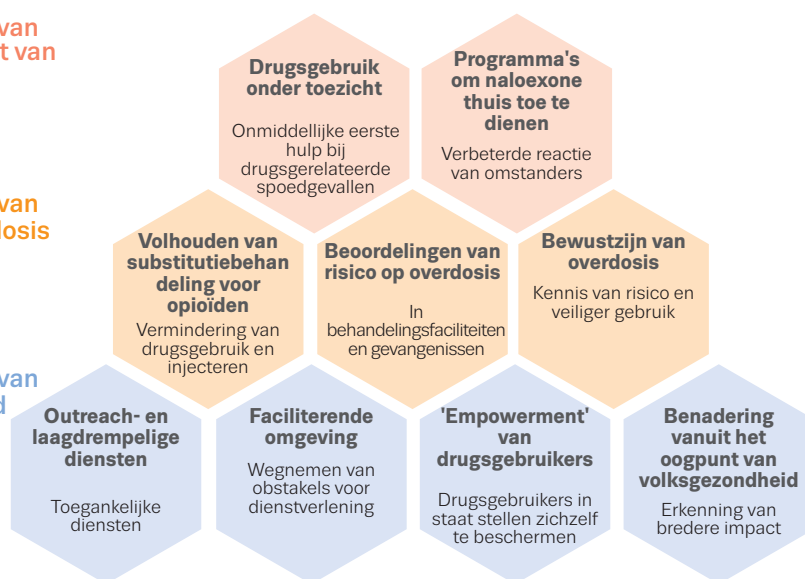 van
t van
Drugsgebruik
onder toezicht
Onmiddellijke eerste
hulp bij
drugsgerelateerde
spoedgevallen
Programma's
om naloxone
thuis toe te
dienen
Verbeterde reactie
van omstanders
van
losis
Volhouden van
substitutiebehan
deling voor
opioïden
Vermindering van
drugsgebruik en
injecteren
Beoordelingen van
risico op overdosis
In
behandelingsfaciliteiten
en gevangenissen
Bewustzijn van
overdosis
Kennis van risico en
veiliger gebruik
van
d
Outreach- en
laagdrempelige
diensten
Toegankelijke
diensten
Faciliterende
omgeving
Wegnemen van
obstakels voor
dienstverlening
'Empowerment'
van
drugsgebruikers
Drugsgebruikers in
staat stellen zichzelf
te beschermen
Benadering
vanuit het
oogpunt van
volksgezondheid
Erkenning van
bredere impact